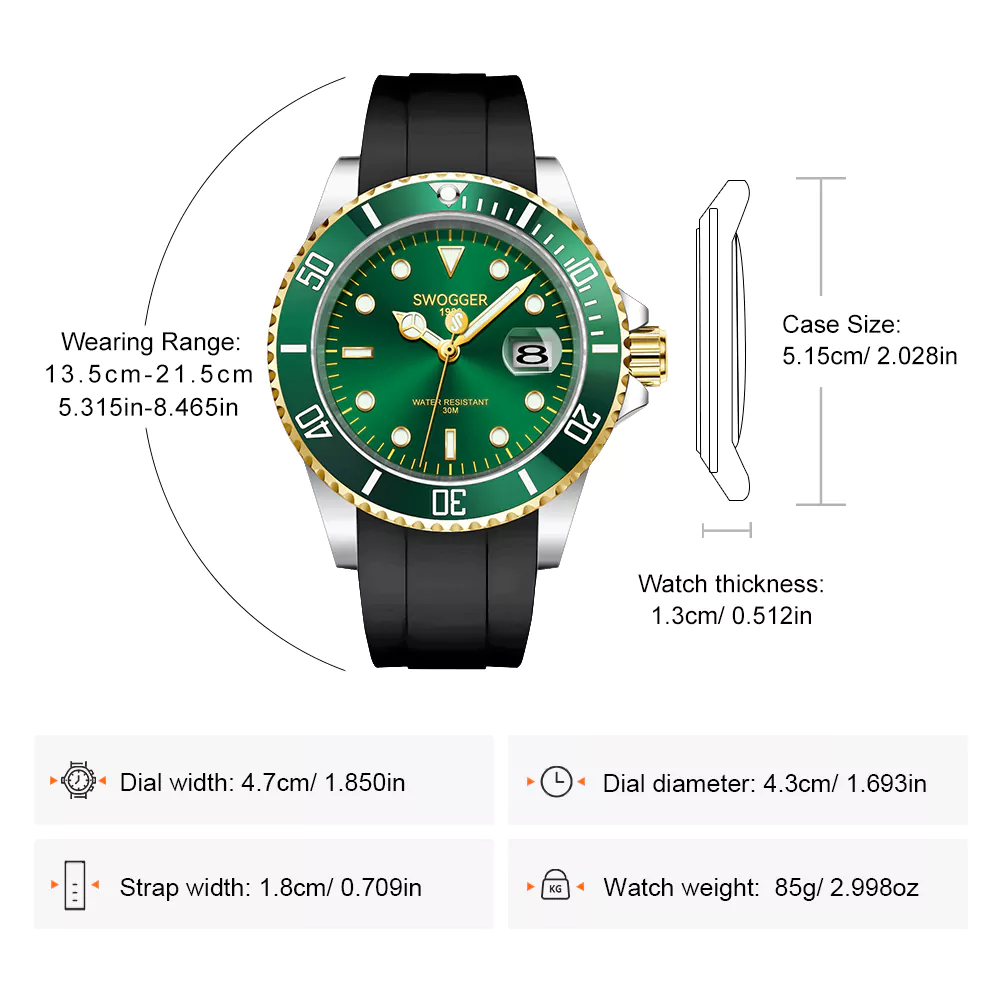 50
10
SWOGGER
8
Wearing Range:
13.5cm-21.5cm
5.315in-8.465in
Case Size:
5.15cm/ 2.028in
WATER RESISTANT
30M
40
20
30
Watch thickness:
1.3cm/ 0.512in
Dial width: 4.7cm/ 1.850in
Dial diameter: 4.3cm/ 1.693in
Strap width: 1.8cm/ 0.709in
KG
Watch weight: 85g/ 2.998oz